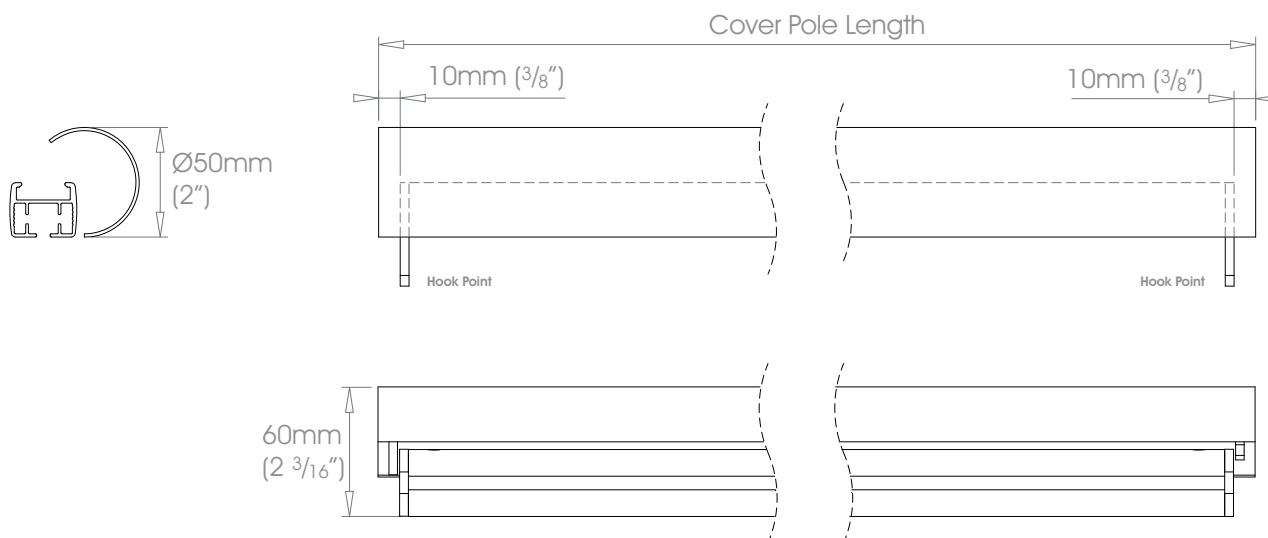 Cover Pole Length
10mm (3/8”)
10mm (3/8”)
Ø50mm
(2”)
Hook Point
Hook Point
60mm
(2 3/16”)